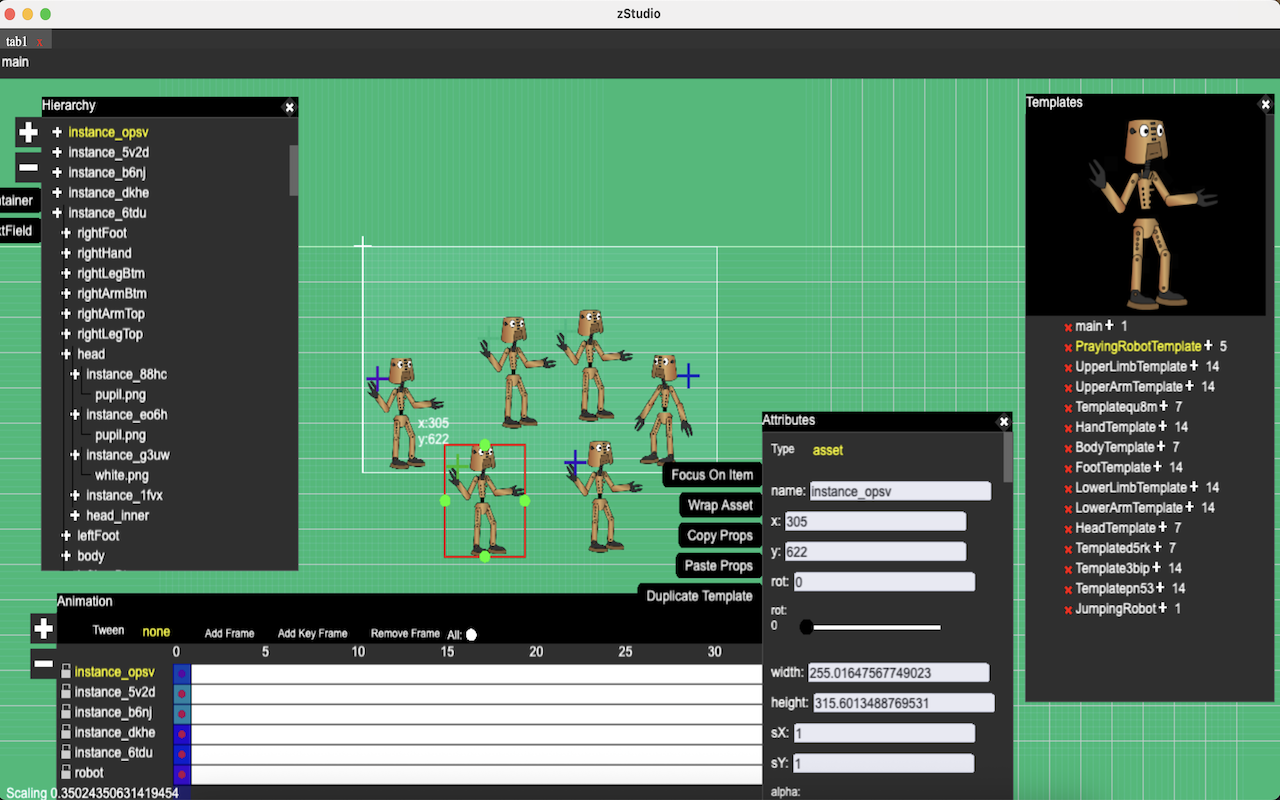 zStudio
tab1 x
main
Hierarchy
instance_opsv
instance_5v2d
instance_b6nj
instance_dkhe
instance_6tdu
rightFoot
rightHand
rightLegBtm
rightArmBtm
rightArmTop
rightLegTop
head
instance_88hc
pupil.png
instance_eo6h
pupil.png
instance_g3uw
white.png
instance_1fvx
head_inner
leftFoot
body
tainer
tField
x:305
y:622
Templates
main 1
PrayingRobotTemplate 5
UpperLimbTemplate 14
UpperArmTemplate 14
Templatequ8m 7
HandTemplate 14
BodyTemplate 7
FootTemplate 14
LowerLimbTemplate 14
LowerArmTemplate 14
HeadTemplate 7
Templated5rk 7
Template3bip 14
Templatepn53 14
JumpingRobot 1
Focus On Item
Wrap Asset
Copy Props
Paste Props
Duplicate Template
Attributes
Type asset
name: instance_opsv
x: 305
y: 622
rot: 0
rot:
0
width: 255.01647567749023
height: 315.6013488769531
sX: 1
sY: 1
alpha:
Animation
Tween none Add Frame Add Key Frame Remove Frame All:
0 5 10 15 20 25 30
instance_opsv
instance_5v2d
instance_b6nj
instance_dkhe
instance_6tdu
robot
Scaling 0.35024350631419454